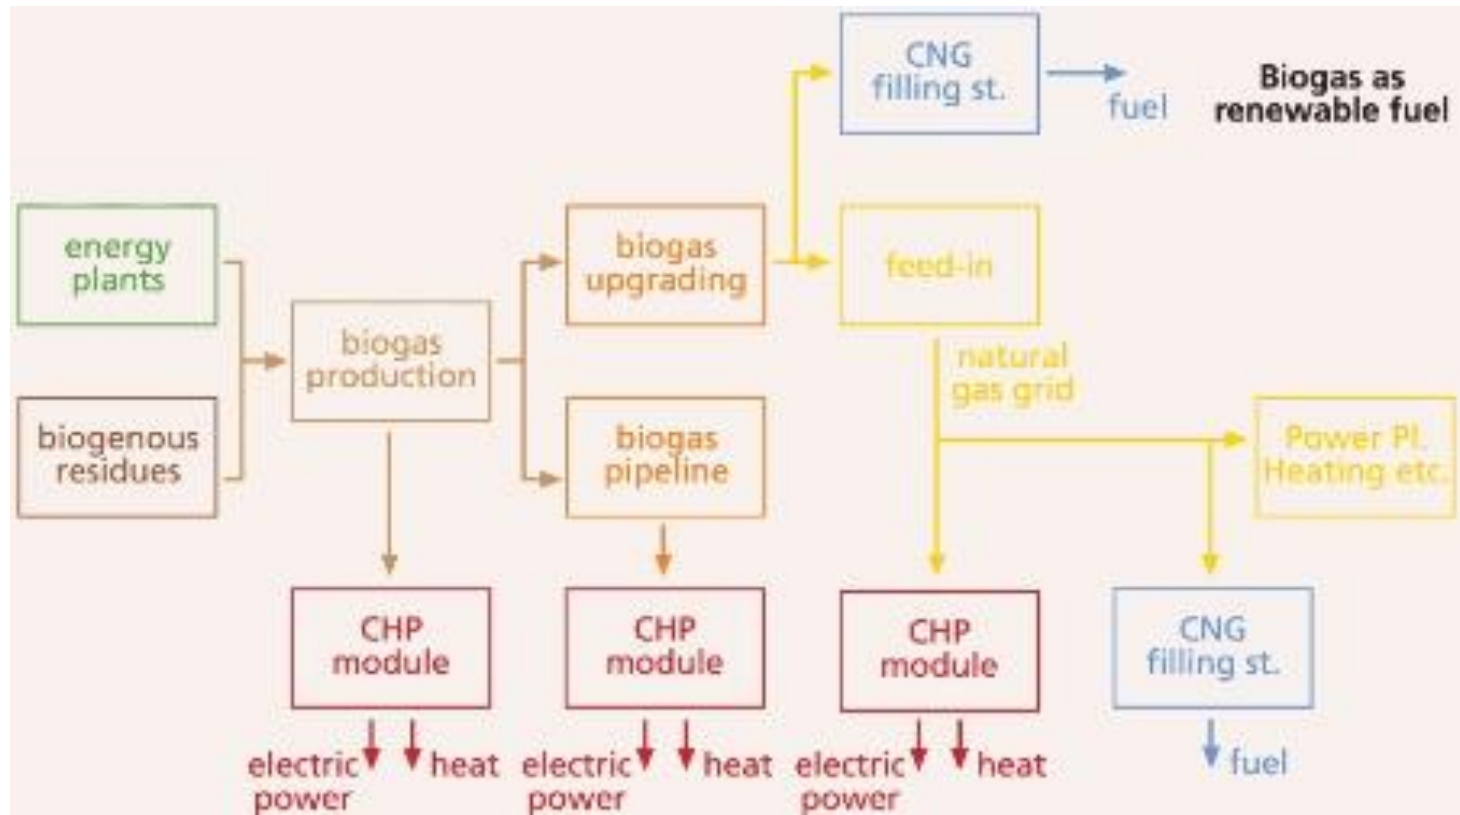 CNG
filling st.
fuel
Biogas as
renewable fuel
energy
plants
biogas
upgrading
feed-in
biogas
production
natural
gas grid
biogenous
residues
biogas
pipeline
Power Pl.
Heating etc.
CHP
module
CHP
module
CHP
module
CNG
filling st.
electric
power
heat
electric
power
heat
electric
power
heat
fuel